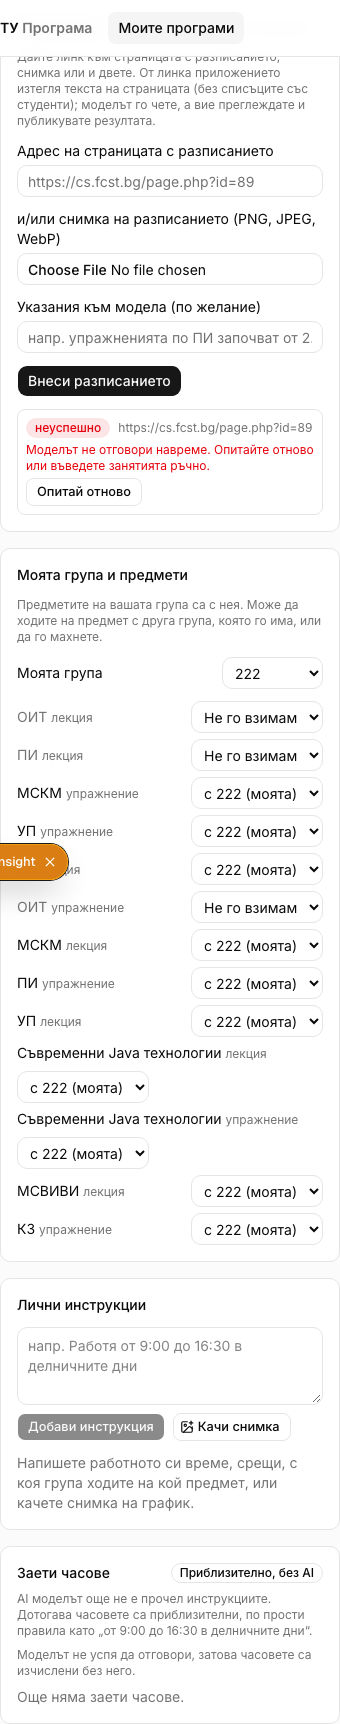 ТУ Програма Моите програми
Дайте линк към страницата с разписанието,
снимка или и двете. От линка приложението
изтегля текста на страницата (без списъците със
студенти); моделът го чете, а вие преглеждате и
публикувате резултата.
Адрес на страницата с разписанието
https://cs.fcst.bg/page.php?id=89
и/или снимка на разписанието (PNG, JPEG,
WebP)
Choose File No file chosen
Указания към модела (по желание)
напр. упражненията по ПИ започват от 2.
Внеси разписанието
неуспешно https://cs.fcst.bg/page.php?id=89
Моделът не отговори навреме. Опитайте отново
или въведете занятията ръчно.
Опитай отново
Моята група и предмети
Предметите на вашата група са с нея. Може да
ходите на предмет с друга група, която го има, или
да го махнете.
Моята група 222
ОИТ лекция Не го взимам
ПИ лекция Не го взимам
МСКМ упражнение с 222 (моята)
УП упражнение с 222 (моята)
nsight с 222 (моята)
ОИТ упражнение Не го взимам
МСКМ лекция с 222 (моята)
ПИ упражнение с 222 (моята)
УП лекция с 222 (моята)
Съвременни Java технологии лекция
с 222 (моята)
Съвременни Java технологии упражнение
с 222 (моята)
МСВИВИ лекция с 222 (моята)
КЗ упражнение с 222 (моята)
Лични инструкции
напр. Работя от 9:00 до 16:30 в
делничните дни
Добави инструкция Качи снимка
Напишете работното си време, срещи, с
коя група ходите на кой предмет, или
качете снимка на график.
Заети часове Приблизително, без AI
AI моделът още не е прочел инструкциите.
Дотогава часовете са приблизителни, по прости
правила като „от 9:00 до 16:30 в делничните дни“.
Моделът не успя да отговори, затова часовете са
изчислени без него.
Още няма заети часове.